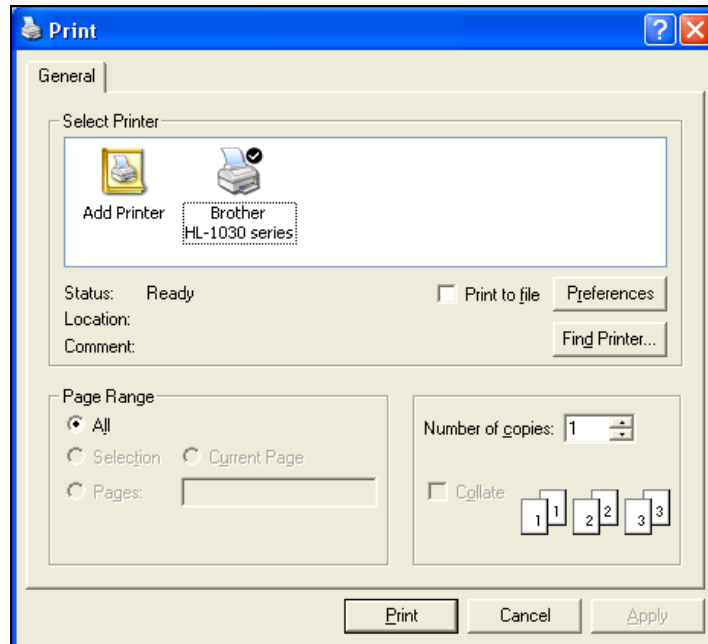 Print
General
Select Printer
Add Printer
Brother
HL-1030 series
Status: Ready
Print to file
Preferences
Location:
Comment:
Find Printer...
Page Range
All
Selection
Current Page
Pages:
Number of copies: 1
Collate
1 1 2 2 3 3
Print
Cancel
Apply